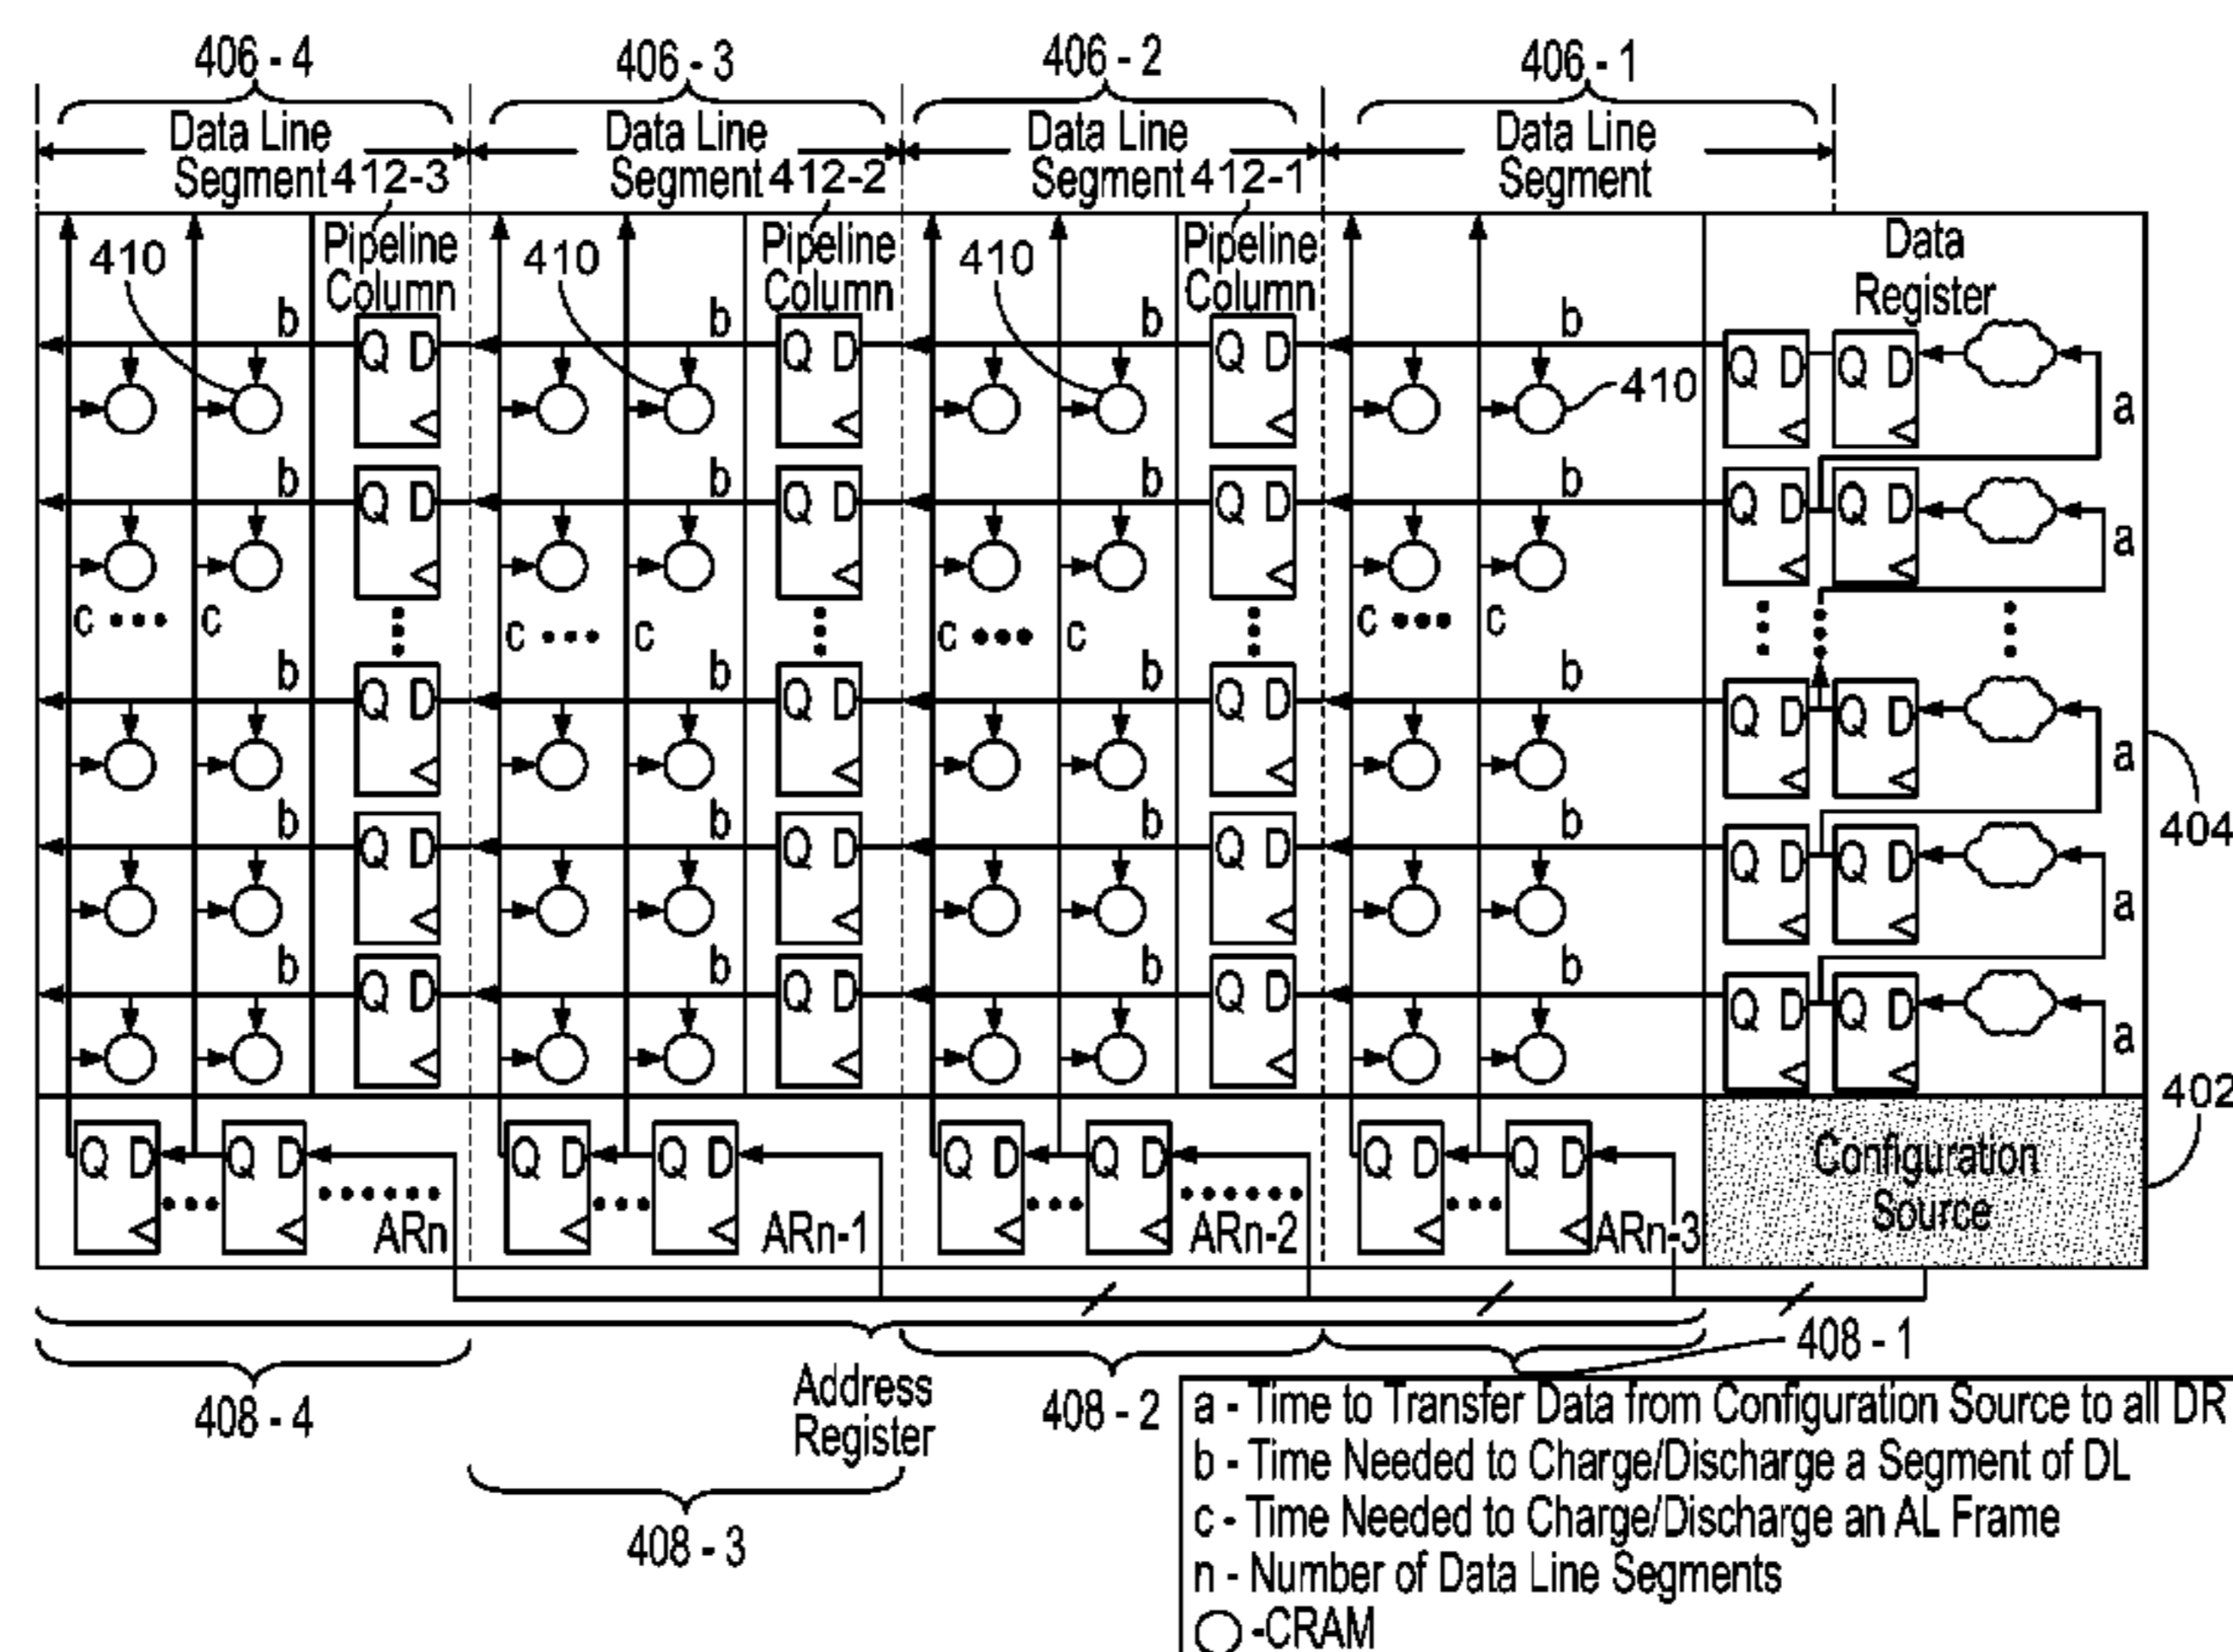 406 - 4 406 - 3 406 - 2 406 - 1
Data Line Data Line Data Line Data Line
Segment 412-3 Segment 412-2 Segment 412-1 Segment
Pipeline Pipeline Pipeline Data
Column Column Column Register
410 410 410
b b b b
Q D Q D Q D Q D Q D
410
a
b b b b
Q D Q D Q D Q D Q D
a
c ••• c c ••• c c ••• c c ••• c
b b b b
Q D Q D Q D Q D Q D
a
404
b b b b
Q D Q D Q D Q D Q D
a
b b b b
Q D Q D Q D Q D Q D
a
402
Q D Q D Q D Q D Q D Q D Q D Q D
Configuration
Source
ARn ARn-1 ARn-2 ARn-3
408 - 1
Address
Register
408 - 4 408 - 2
408 - 3
a - Time to Transfer Data from Configuration Source to all DR
b - Time Needed to Charge/Discharge a Segment of DL
c - Time Needed to Charge/Discharge an AL Frame
n - Number of Data Line Segments
-CRAM